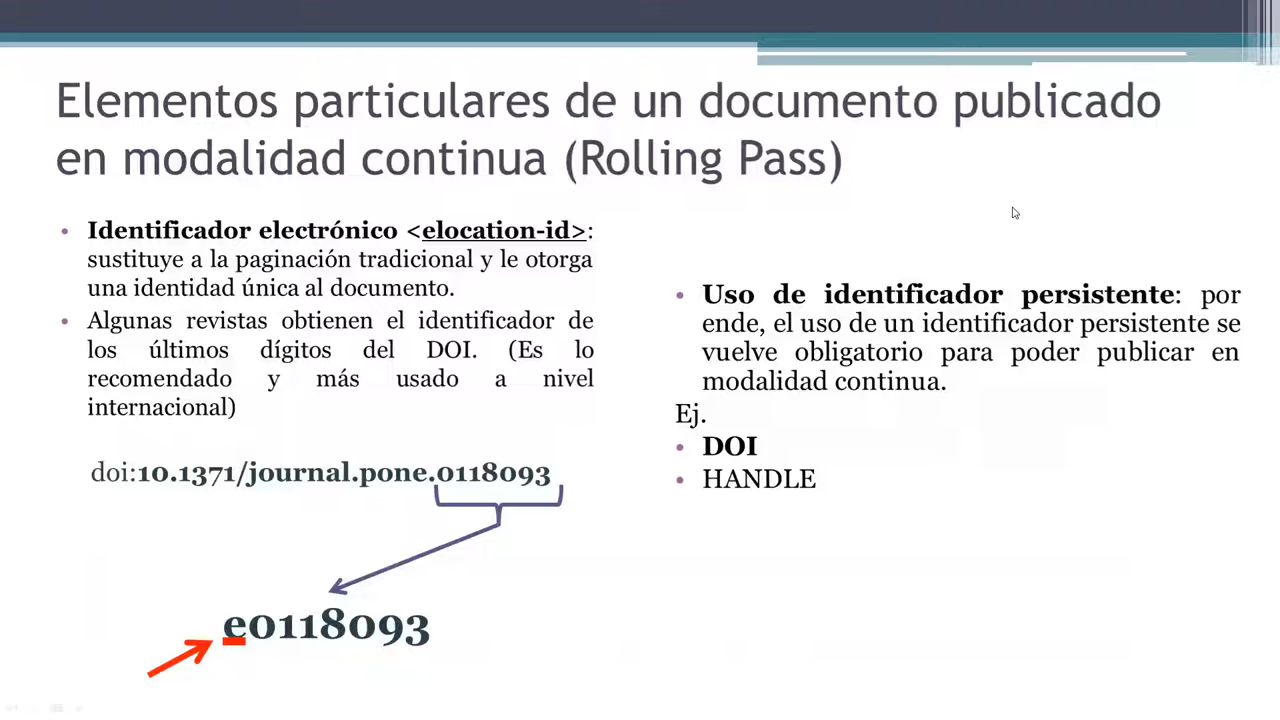 Elementos particulares de un documento publicado
en modalidad continua (Rolling Pass)
• Identificador electrónico <elocation-id>:
sustituye a la paginación tradicional y le otorga
una identidad única al documento.
• Algunas revistas obtienen el identificador de
los últimos dígitos del DOI. (Es lo
recomendado y más usado a nivel
internacional)
doi:10.1371/journal.pone.0118093
e0118093
• Uso de identificador persistente: por
ende, el uso de un identificador persistente se
vuelve obligatorio para poder publicar en
modalidad continua.
Ej.
• DOI
• HANDLE